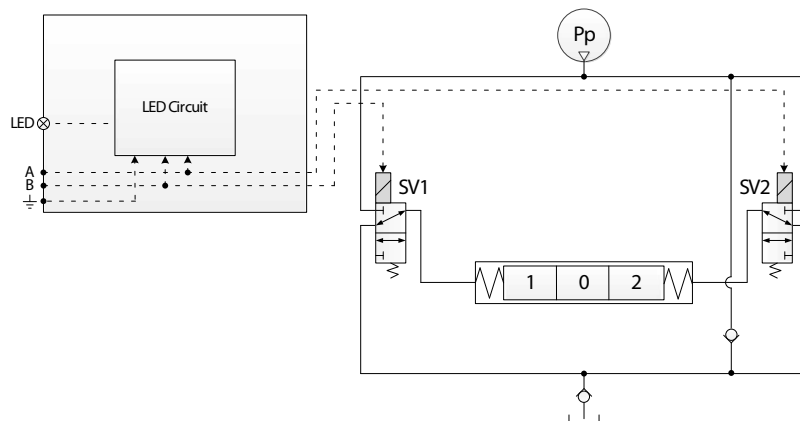 Pp
LED Circuit
LED
A
B
SV1
SV2
1 0 2